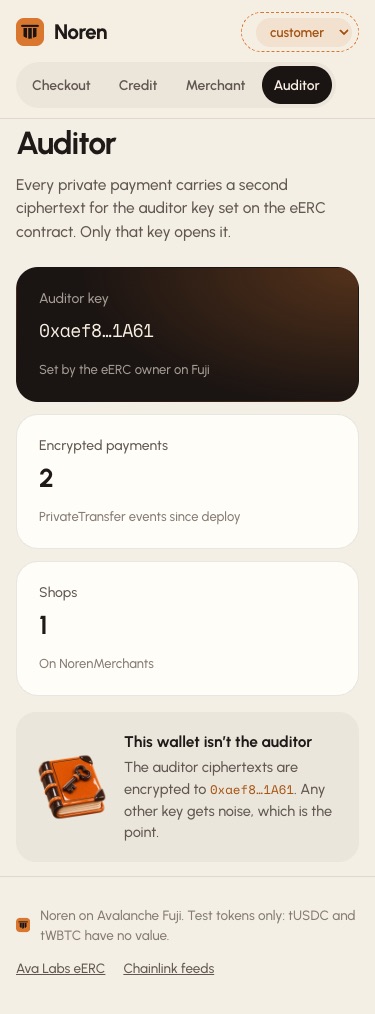 Noren
customer
Checkout
Credit
Merchant
Auditor
Auditor
Every private payment carries a second
ciphertext for the auditor key set on the eERC
contract. Only that key opens it.
Auditor key
0xaef8…1A61
Set by the eERC owner on Fuji
Encrypted payments
2
PrivateTransfer events since deploy
Shops
1
On NorenMerchants
This wallet isn't the auditor
The auditor ciphertexts are
encrypted to 0xaef8…1A61. Any
other key gets noise, which is the
point.
Noren on Avalanche Fuji. Test tokens only: tUSDC and
tWBTC have no value.
Ava Labs eERC
Chainlink feeds